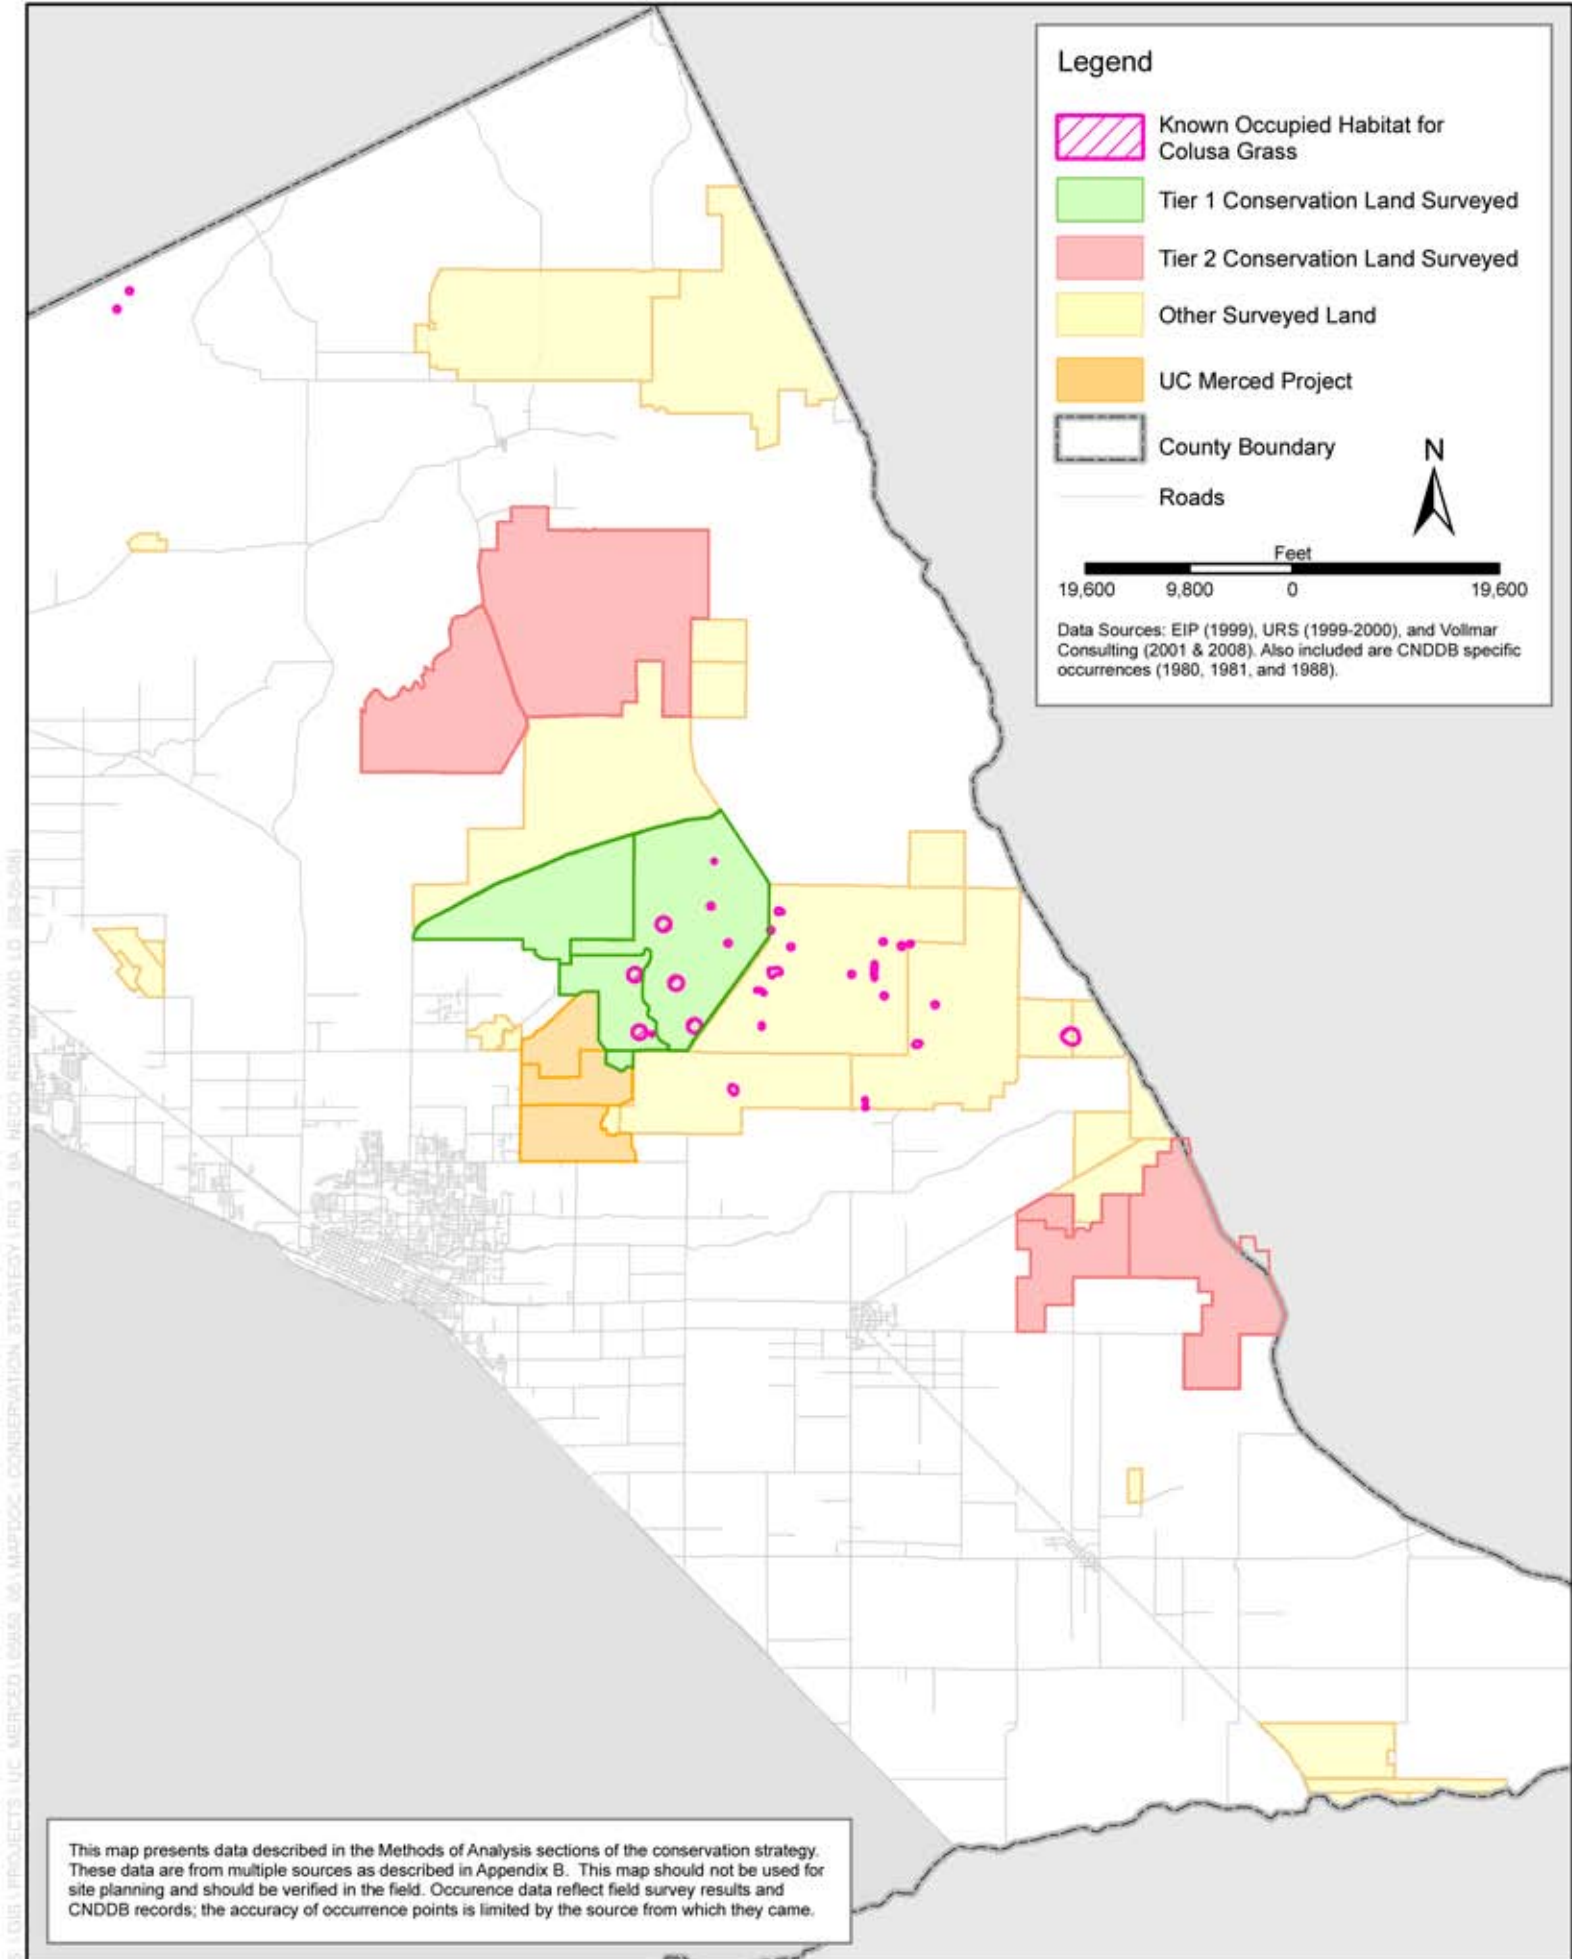 Legend
Known Occupied Habitat for
Colusa Grass
Tier 1 Conservation Land Surveyed
Tier 2 Conservation Land Surveyed
Other Surveyed Land
UC Merced Project
County Boundary
N
Roads
Feet
19,600 9,800 0 19,600
Data Sources: EIP (1999), URS (1999-2000), and Vollmar
Consulting (2001 & 2008). Also included are CNDDB specific
occurrences (1980, 1981, and 1988).
This map presents data described in the Methods of Analysis sections of the conservation strategy.
These data are from multiple sources as described in Appendix B. This map should not be used for
site planning and should be verified in the field. Occurence data reflect field survey results and
CNDDB records; the accuracy of occurrence points is limited by the source from which they came.